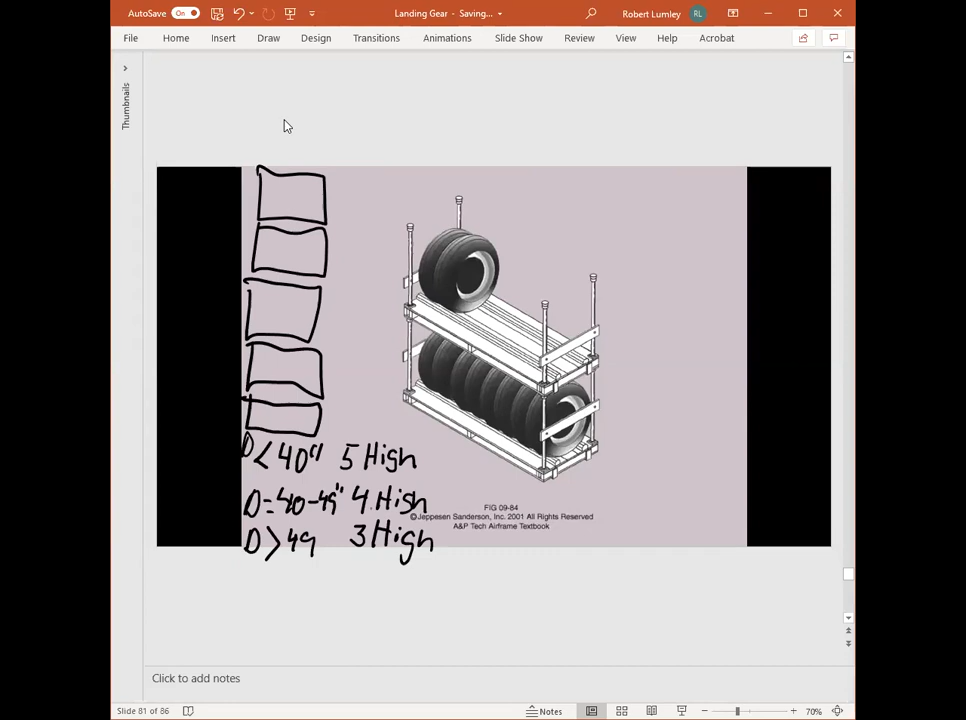 AutoSave On Landing Gear - Saving... Robert Lumley RL
File Home Insert Draw Design Transitions Animations Slide Show Review View Help Acrobat
Thumbnails
D < 40" 5 High
D = 40-49" 4 High
D > 49 3 High
FIG 09-84
©Jeppesen Sanderson, Inc. 2001 All Rights Reserved
A&P Tech Airframe Textbook
Click to add notes
Slide 81 of 86 Notes 70%